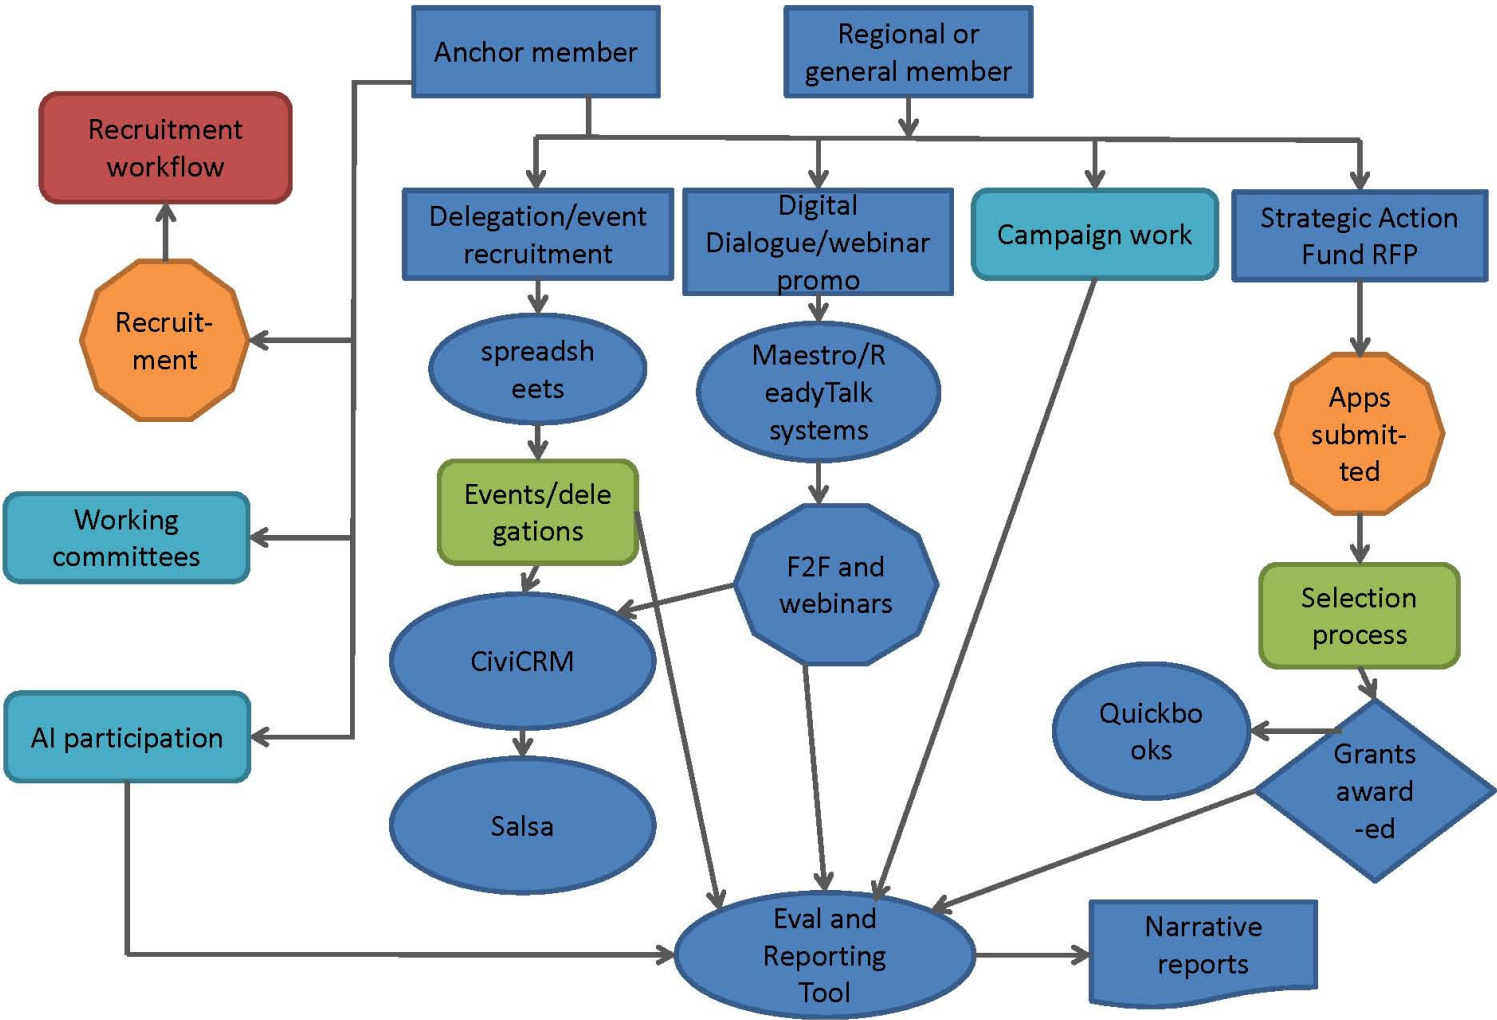 Anchor member
Regional or
general member
Recruitment
workflow
Delegation/event
recruitment
Digital
Dialogue/webinar
promo
Campaign work
Strategic Action
Fund RFP
Recruit-
ment
spreadsh
eets
Maestro/R
eadyTalk
systems
Apps
submit-
ted
Working
committees
Events/dele
gations
F2F and
webinars
Selection
process
AI participation
CiviCRM
Quickbo
oks
Grants
award
-ed
Salsa
Eval and
Reporting
Tool
Narrative
reports